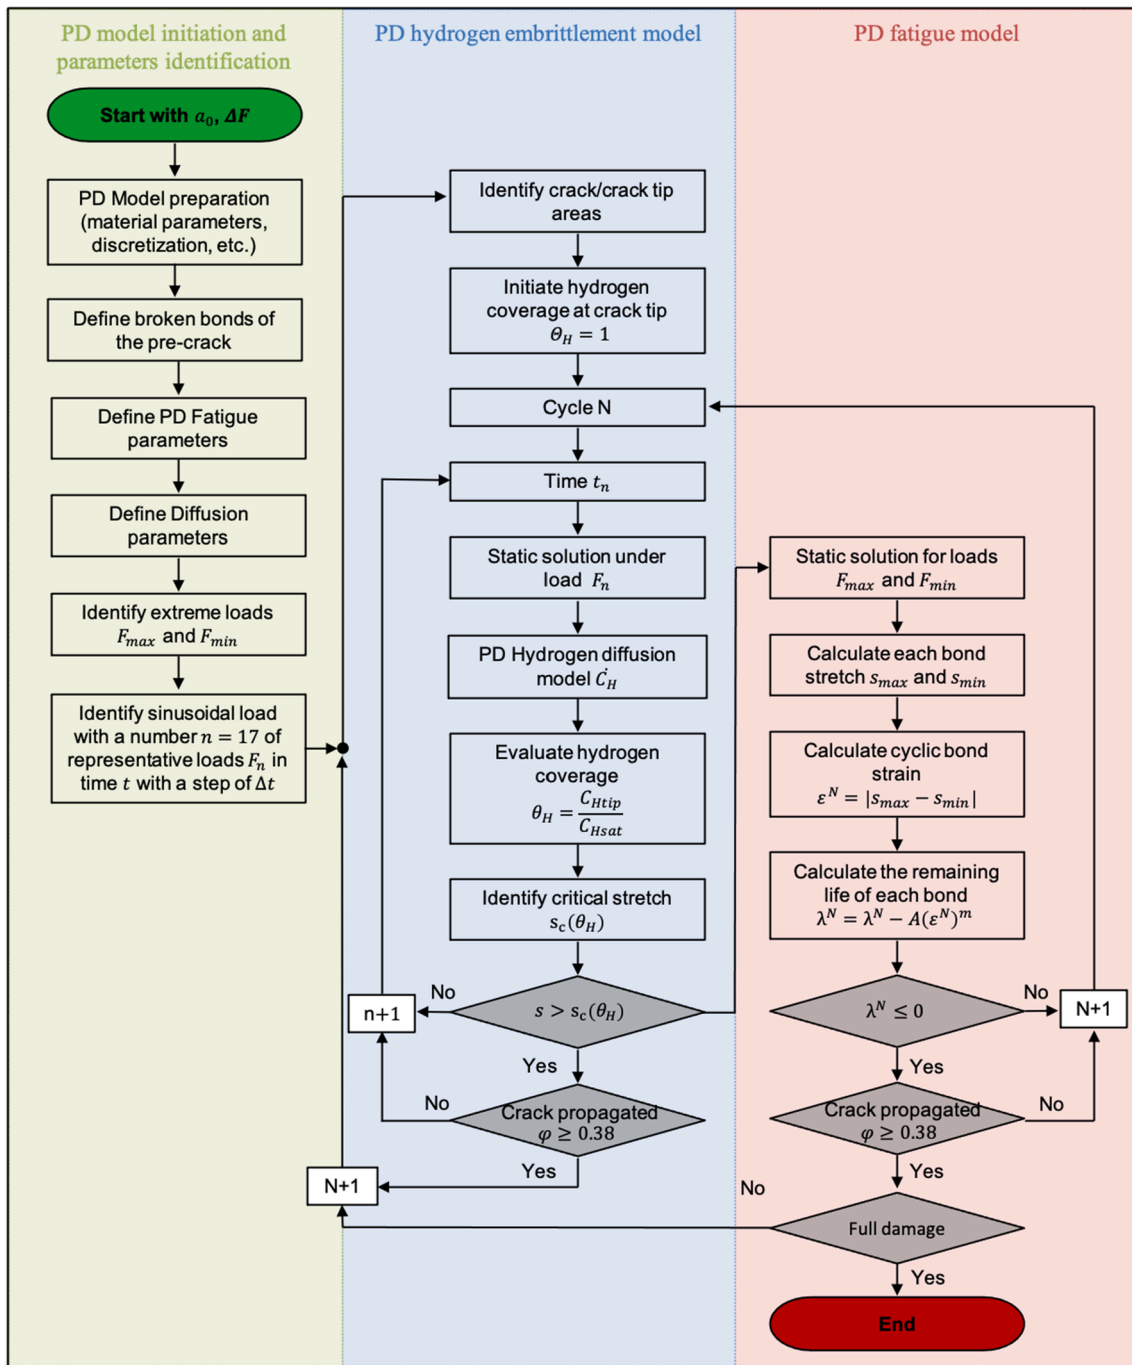 PD model initiation and
parameters identification
Start with a₀, ΔF
PD Model preparation
(material parameters,
discretization, etc.)
Define broken bonds of
the pre-crack
Define PD Fatigue
parameters
Define Diffusion
parameters
Identify extreme loads
F_max and F_min
Identify sinusoidal load
with a number n = 17 of
representative loads F_n in
time t with a step of Δt
PD hydrogen embrittlement model
Identify crack/crack tip
areas
Initiate hydrogen
coverage at crack tip
Θ_H = 1
Cycle N
Time t_n
Static solution under
load F_n
PD Hydrogen diffusion
model Ċ_H
Evaluate hydrogen
coverage
θ_H = C_Htip / C_Hsat
Identify critical stretch
s_c(θ_H)
s > s_c(θ_H)
No
n+1
Yes
Crack propagated
φ ≥ 0.38
No
Yes
N+1
PD fatigue model
Static solution for loads
F_max and F_min
Calculate each bond
stretch s_max and s_min
Calculate cyclic bond
strain
ε^N = |s_max − s_min|
Calculate the remaining
life of each bond
λ^N = λ^N − A(ε^N)^m
λ^N ≤ 0
No
N+1
Yes
Crack propagated
φ ≥ 0.38
No
Yes
Full damage
No
Yes
End